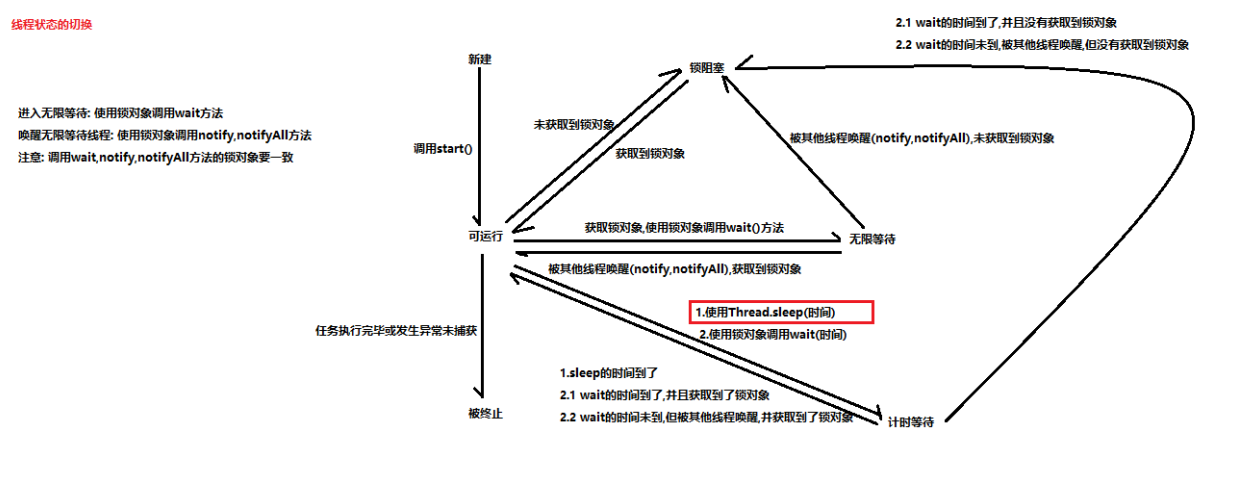 线程状态的切换
2.1 wait的时间到了,并且没有获取到锁对象
2.2 wait的时间未到,被其他线程唤醒,但没有获取到锁对象
新建
锁阻塞
进入无限等待: 使用锁对象调用wait方法
唤醒无限等待线程: 使用锁对象调用notify,notifyAll方法
注意: 调用wait,notify,notifyAll方法的锁对象要一致
未获取到锁对象
被其他线程唤醒(notify,notifyAll),未获取到锁对象
调用start()
获取到锁对象
获取锁对象,使用锁对象调用wait()方法
可运行
无限等待
被其他线程唤醒(notify,notifyAll),获取到锁对象
1.使用Thread.sleep(时间)
2.使用锁对象调用wait(时间)
任务执行完毕或发生异常未捕获
1.sleep的时间到了
2.1 wait的时间到了,并且获取到了锁对象
2.2 wait的时间未到,但被其他线程唤醒,并获取到了锁对象
被终止
计时等待